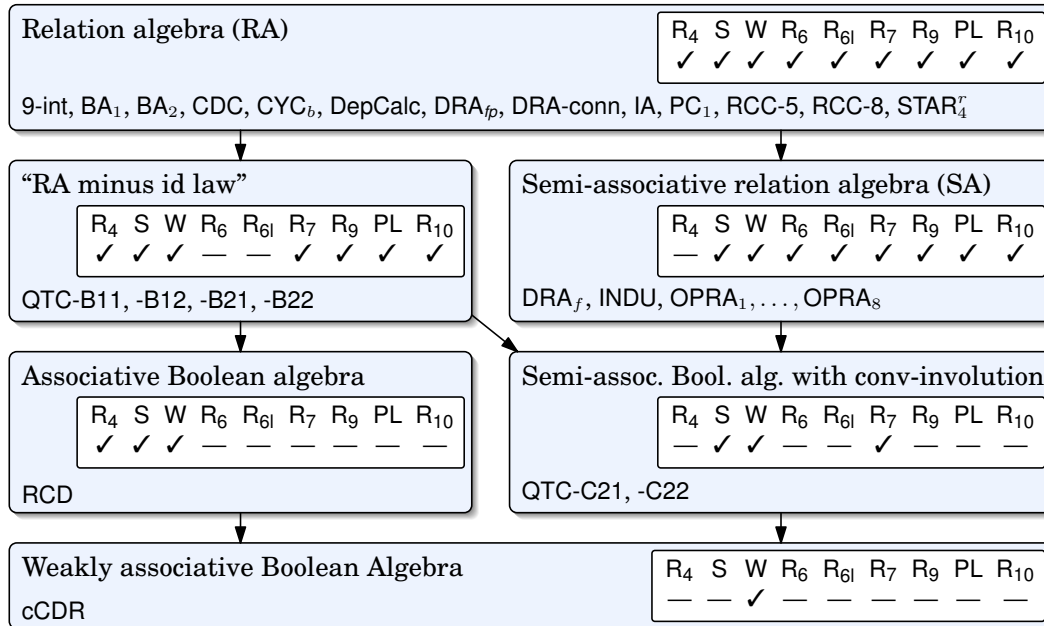 Relation algebra (RA)
R₄ S W R₆ R₆ₗ R₇ R₉ PL R₁₀
✓ ✓ ✓ ✓ ✓ ✓ ✓ ✓ ✓
9-int, BA₁, BA₂, CDC, CYC_b, DepCalc, DRA_fp, DRA-conn, IA, PC₁, RCC-5, RCC-8, STAR₄ʳ
“RA minus id law”
R₄ S W R₆ R₆ₗ R₇ R₉ PL R₁₀
✓ ✓ ✓ — — ✓ ✓ ✓ ✓
QTC-B11, -B12, -B21, -B22
Semi-associative relation algebra (SA)
R₄ S W R₆ R₆ₗ R₇ R₉ PL R₁₀
— ✓ ✓ ✓ ✓ ✓ ✓ ✓ ✓
DRA_f, INDU, OPRA₁, . . . , OPRA₈
Associative Boolean algebra
R₄ S W R₆ R₆ₗ R₇ R₉ PL R₁₀
✓ ✓ ✓ — — — — — —
RCD
Semi-assoc. Bool. alg. with conv-involution
R₄ S W R₆ R₆ₗ R₇ R₉ PL R₁₀
— ✓ ✓ — — ✓ — — —
QTC-C21, -C22
Weakly associative Boolean Algebra
R₄ S W R₆ R₆ₗ R₇ R₉ PL R₁₀
— — ✓ — — — — — —
cCDR